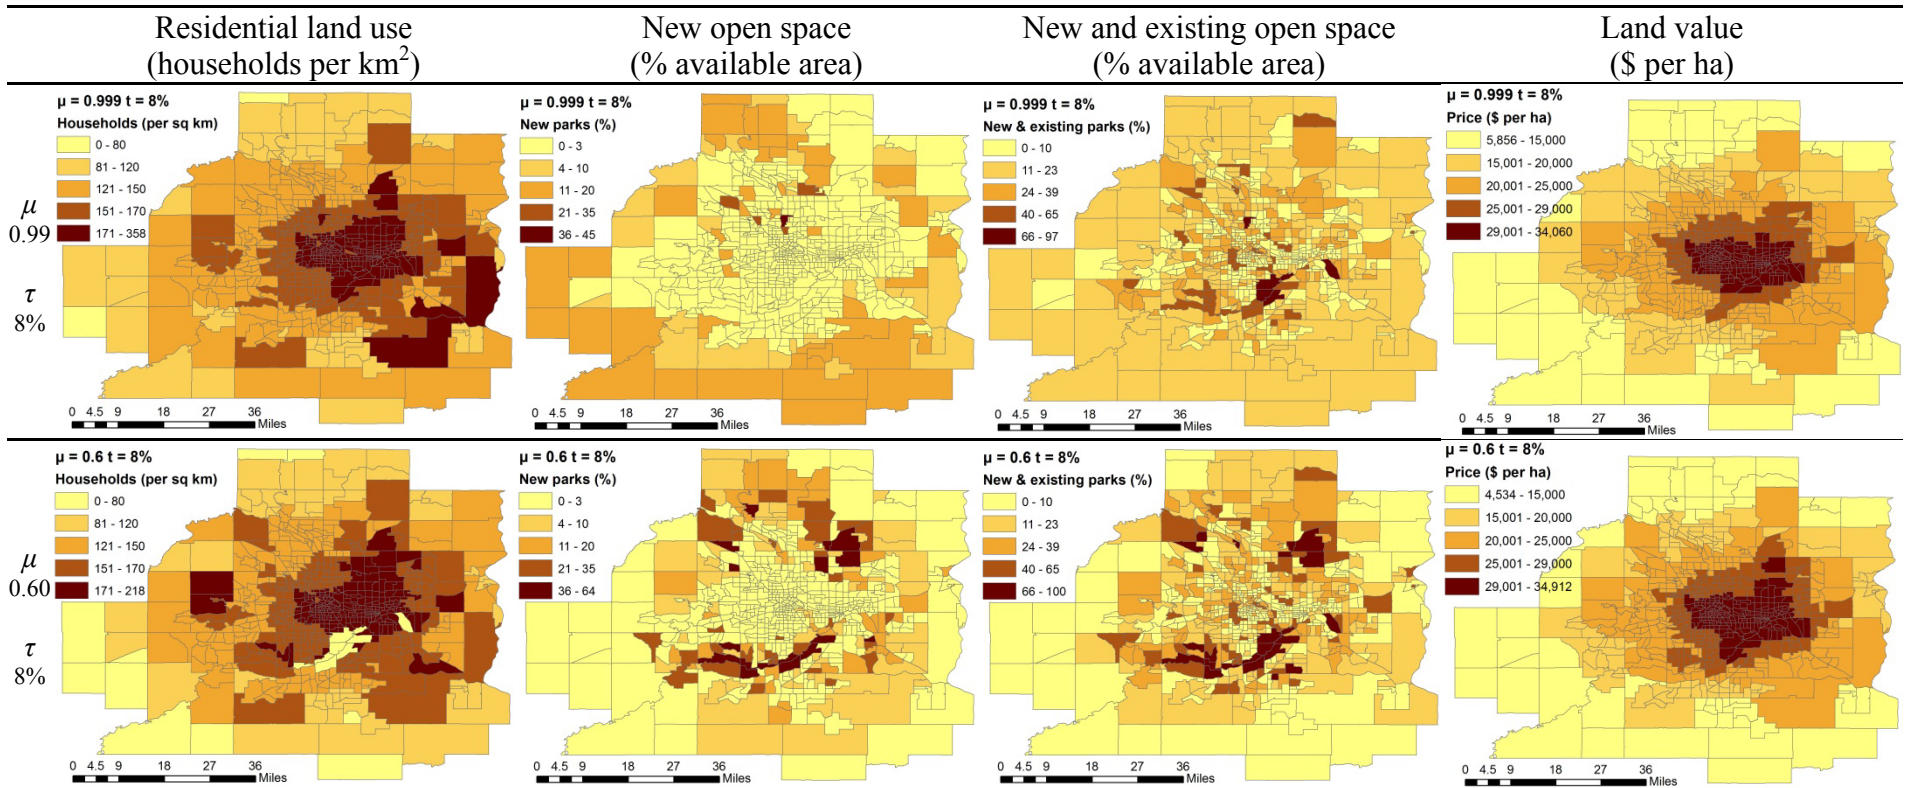 Residential land use
(households per km²)
New open space
(% available area)
New and existing open space
(% available area)
Land value
($ per ha)
μ
0.99
τ
8%
μ = 0.999 t = 8%
Households (per sq km)
0 - 80
81 - 120
121 - 150
151 - 170
171 - 358
0 4.5 9 18 27 36
Miles
μ = 0.999 t = 8%
New parks (%)
0 - 3
4 - 10
11 - 20
21 - 35
36 - 45
0 4.5 9 18 27 36
Miles
μ = 0.999 t = 8%
New & existing parks (%)
0 - 10
11 - 23
24 - 39
40 - 65
66 - 97
0 4.5 9 18 27 36
Miles
μ = 0.999 t = 8%
Price ($ per ha)
5,856 - 15,000
15,001 - 20,000
20,001 - 25,000
25,001 - 29,000
29,001 - 34,060
0 4.5 9 18 27 36
Miles
μ
0.60
τ
8%
μ = 0.6 t = 8%
Households (per sq km)
0 - 80
81 - 120
121 - 150
151 - 170
171 - 218
0 4.5 9 18 27 36
Miles
μ = 0.6 t = 8%
New parks (%)
0 - 3
4 - 10
11 - 20
21 - 35
36 - 64
0 4.5 9 18 27 36
Miles
μ = 0.6 t = 8%
New & existing parks (%)
0 - 10
11 - 23
24 - 39
40 - 65
66 - 100
0 4.5 9 18 27 36
Miles
μ = 0.6 t = 8%
Price ($ per ha)
4,534 - 15,000
15,001 - 20,000
20,001 - 25,000
25,001 - 29,000
29,001 - 34,912
0 4.5 9 18 27 36
Miles